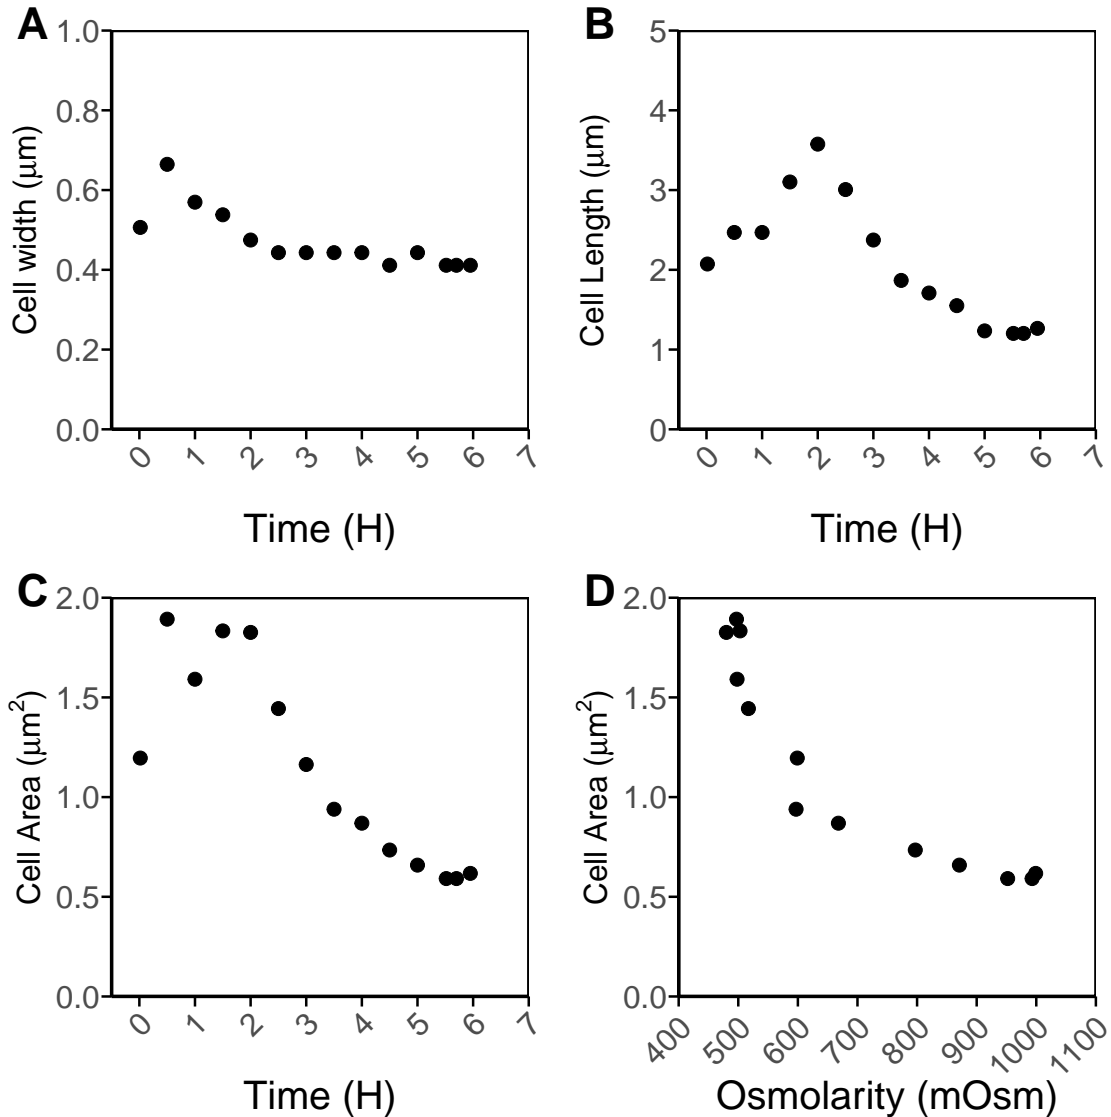 A
1.0
0.8
0.6
0.4
0.2
0.0
Cell width (μm)
0 1 2 3 4 5 6 7
Time (H)
B
5
4
3
2
1
0
Cell Length (μm)
0 1 2 3 4 5 6 7
Time (H)
C
2.0
1.5
1.0
0.5
0.0
Cell Area (μm²)
0 1 2 3 4 5 6 7
Time (H)
D
2.0
1.5
1.0
0.5
0.0
Cell Area (μm²)
400 500 600 700 800 900 1000 1100
Osmolarity (mOsm)